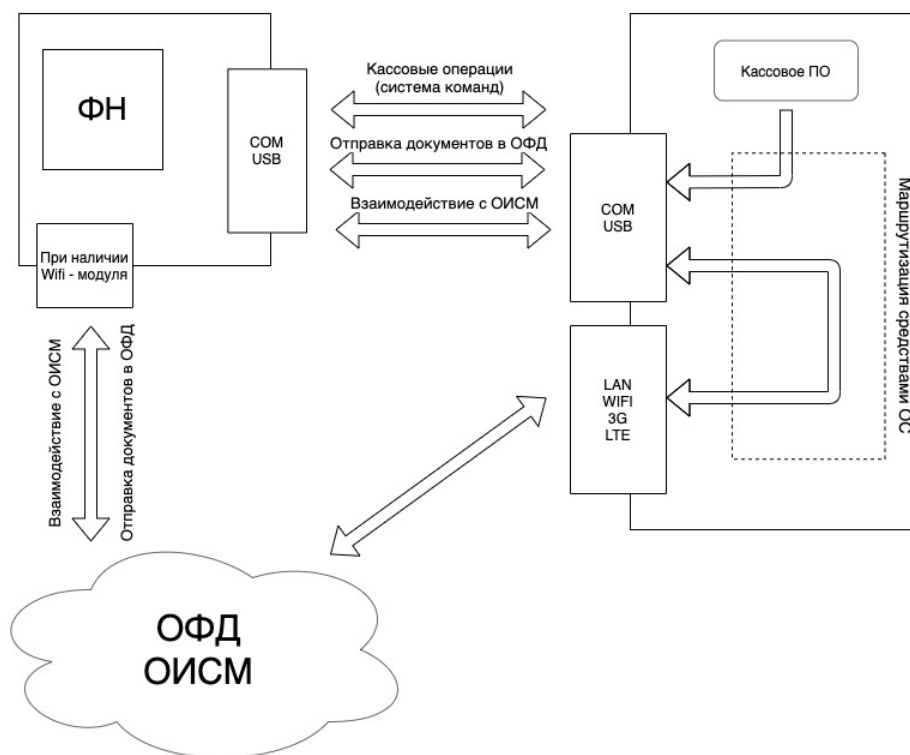 ФН
COM
USB
При наличии
Wifi - модуля
Кассовые операции
(система команд)
Отправка документов в ОФД
Взаимодействие с ОИСМ
Кассовое ПО
COM
USB
LAN
WIFI
3G
LTE
Маршрутизация средствами ОС
Взаимодействие с ОИСМ
Отправка документов в ОФД
ОФД
ОИСМ